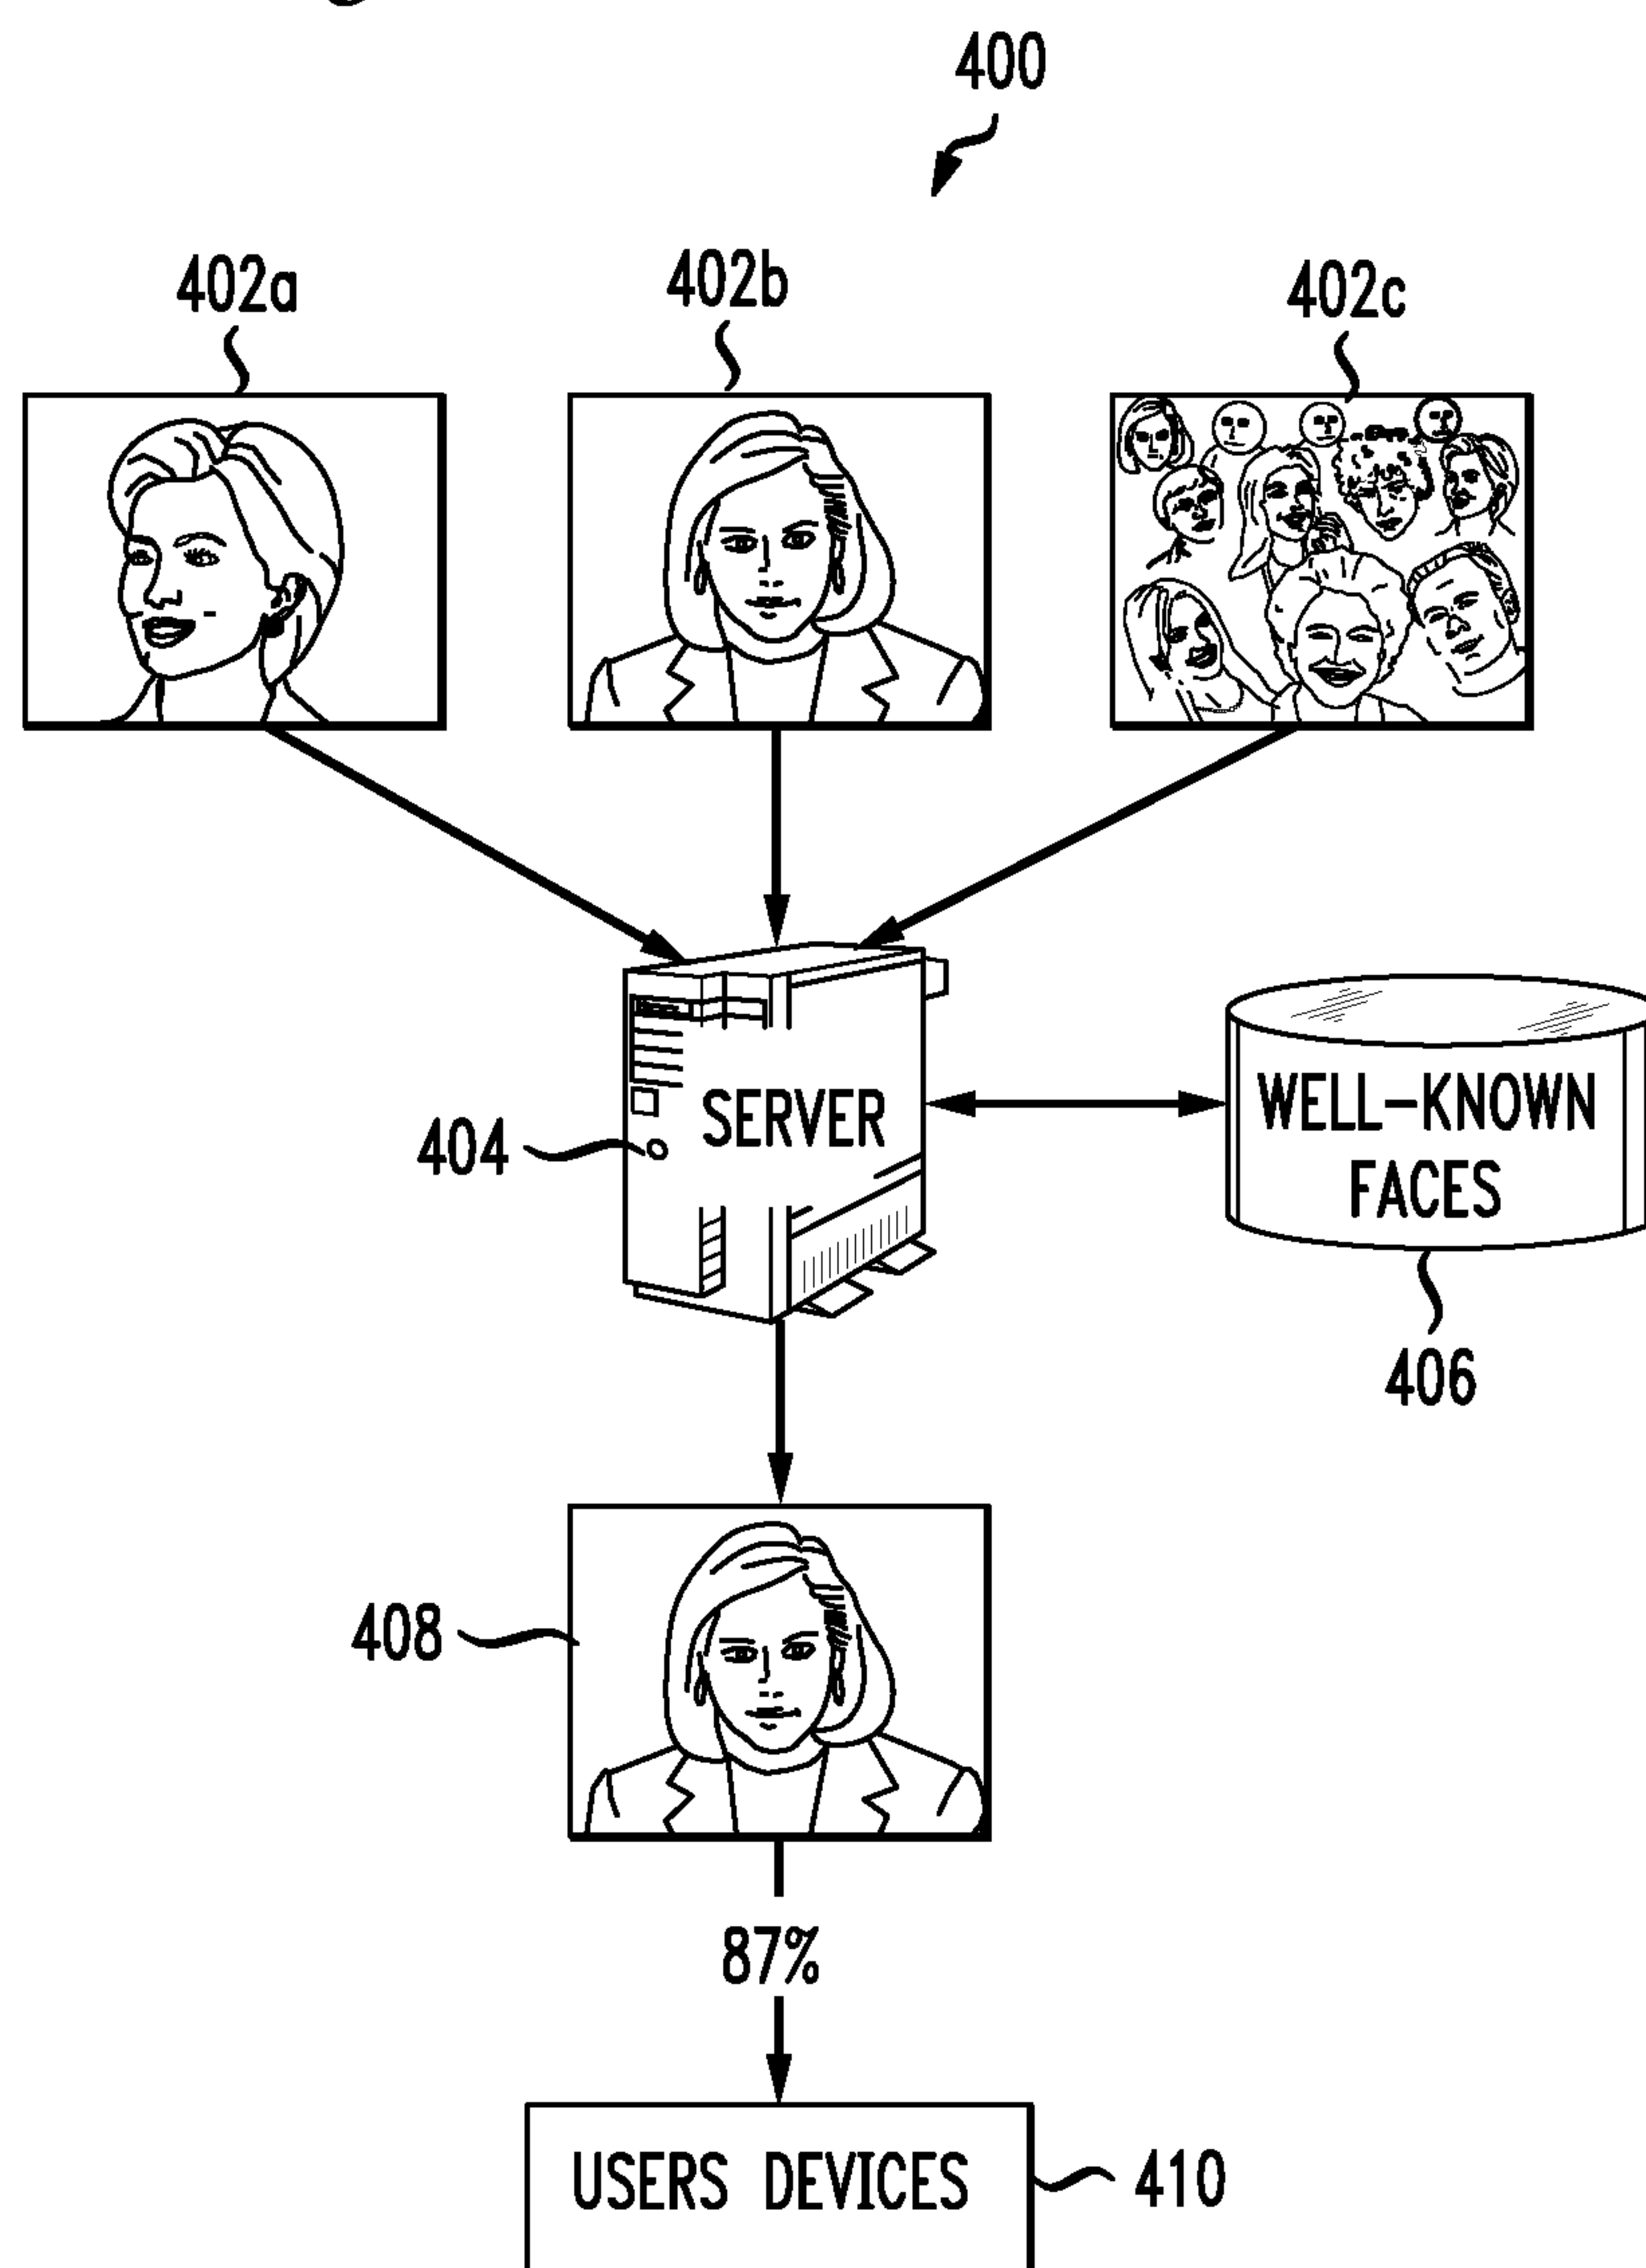 400
402a
402b
402c
404
SERVER
WELL-KNOWN
FACES
406
408
87%
USERS DEVICES
410